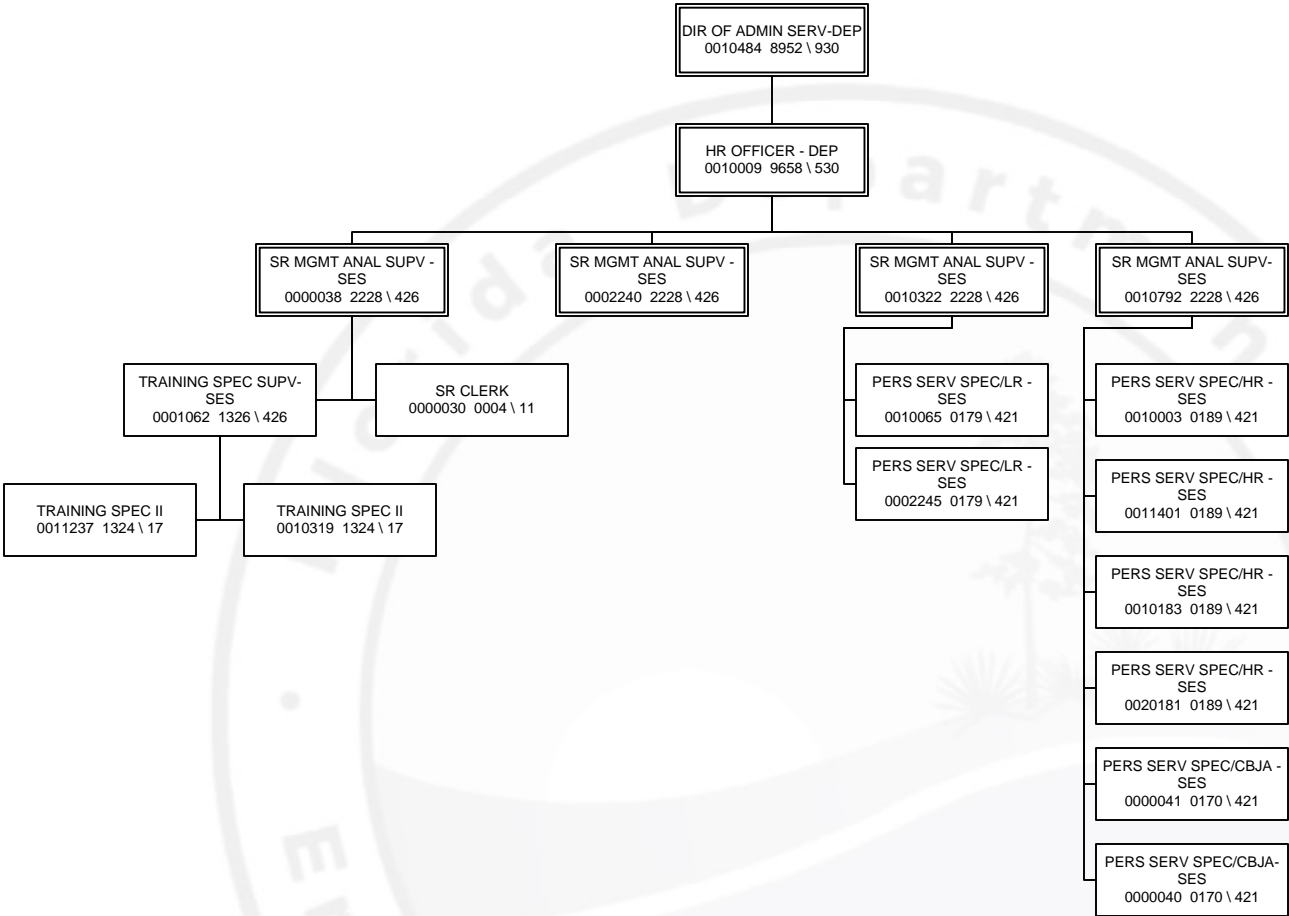 DIR OF ADMIN SERV-DEP
0010484 8952 \ 930
HR OFFICER - DEP
0010009 9658 \ 530
SR MGMT ANAL SUPV -
SES
0000038 2228 \ 426
SR MGMT ANAL SUPV -
SES
0002240 2228 \ 426
SR MGMT ANAL SUPV -
SES
0010322 2228 \ 426
SR MGMT ANAL SUPV-
SES
0010792 2228 \ 426
TRAINING SPEC SUPV-
SES
0001062 1326 \ 426
SR CLERK
0000030 0004 \ 11
TRAINING SPEC II
0011237 1324 \ 17
TRAINING SPEC II
0010319 1324 \ 17
PERS SERV SPEC/LR -
SES
0010065 0179 \ 421
PERS SERV SPEC/LR -
SES
0002245 0179 \ 421
PERS SERV SPEC/HR -
SES
0010003 0189 \ 421
PERS SERV SPEC/HR -
SES
0011401 0189 \ 421
PERS SERV SPEC/HR -
SES
0010183 0189 \ 421
PERS SERV SPEC/HR -
SES
0020181 0189 \ 421
PERS SERV SPEC/CBJA -
SES
0000041 0170 \ 421
PERS SERV SPEC/CBJA-
SES
0000040 0170 \ 421
Florida